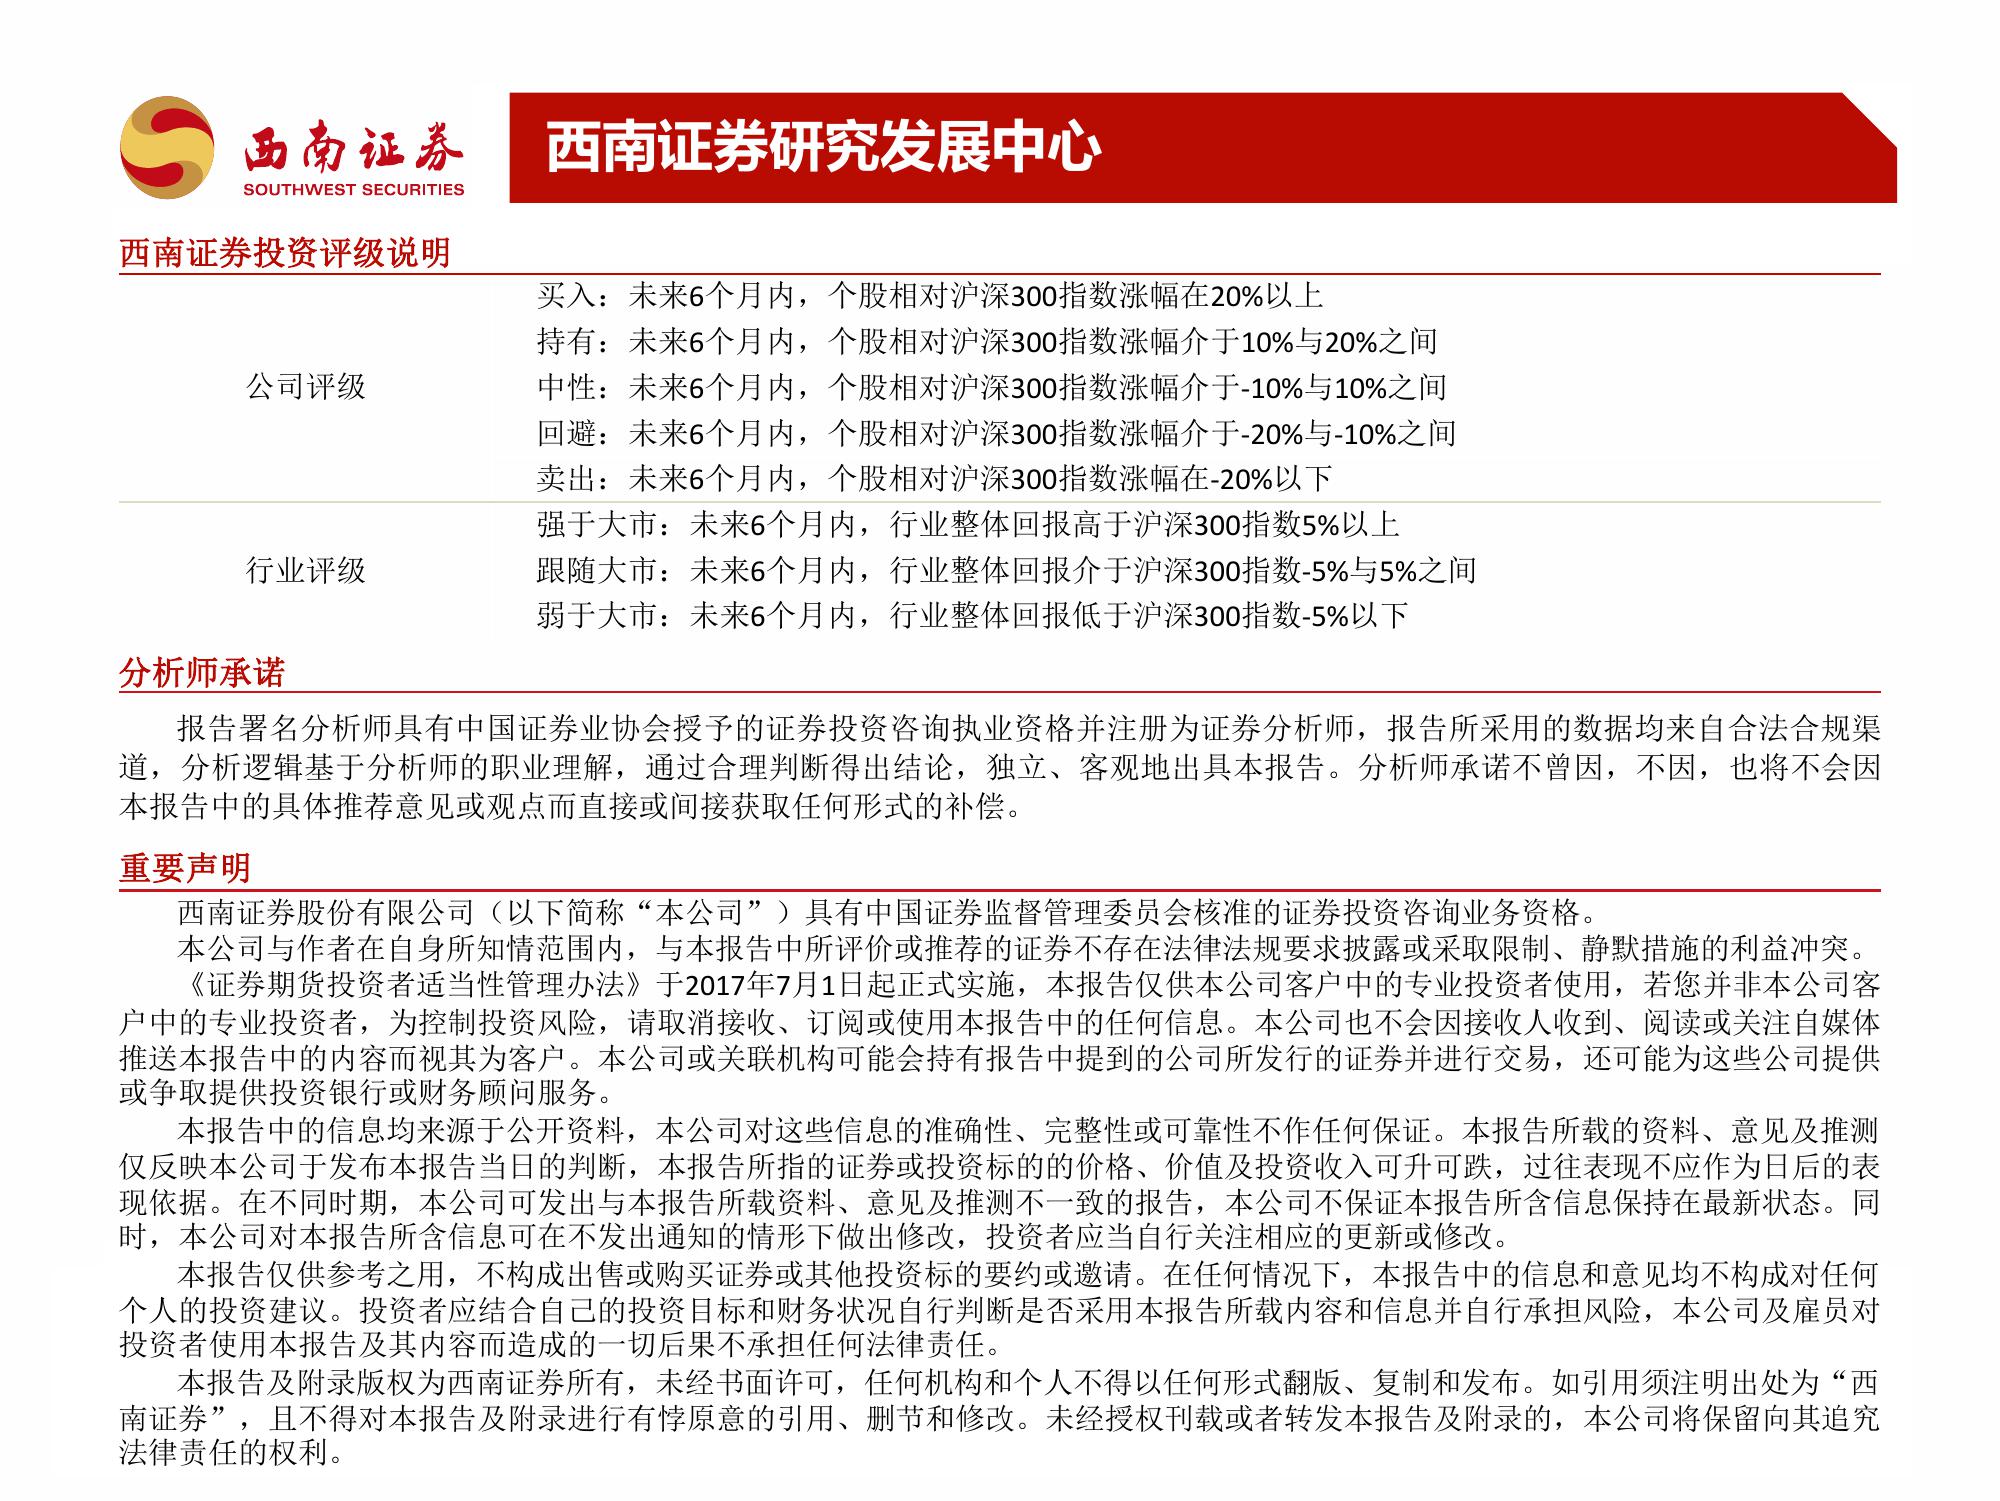 西南证券
SOUTHWEST SECURITIES
西南证券研究发展中心
西南证券投资评级说明
公司评级
买入：未来6个月内，个股相对沪深300指数涨幅在20%以上
持有：未来6个月内，个股相对沪深300指数涨幅介于10%与20%之间
中性：未来6个月内，个股相对沪深300指数涨幅介于-10%与10%之间
回避：未来6个月内，个股相对沪深300指数涨幅介于-20%与-10%之间
卖出：未来6个月内，个股相对沪深300指数涨幅在-20%以下
行业评级
强于大市：未来6个月内，行业整体回报高于沪深300指数5%以上
跟随大市：未来6个月内，行业整体回报介于沪深300指数-5%与5%之间
弱于大市：未来6个月内，行业整体回报低于沪深300指数-5%以下
分析师承诺
报告署名分析师具有中国证券业协会授予的证券投资咨询执业资格并注册为证券分析师，报告所采用的数据均来自合法合规渠
道，分析逻辑基于分析师的职业理解，通过合理判断得出结论，独立、客观地出具本报告。分析师承诺不曾因，不因，也将不会因
本报告中的具体推荐意见或观点而直接或间接获取任何形式的补偿。
重要声明
西南证券股份有限公司（以下简称“本公司”）具有中国证券监督管理委员会核准的证券投资咨询业务资格。
本公司与作者在自身所知情范围内，与本报告中所评价或推荐的证券不存在法律法规要求披露或采取限制、静默措施的利益冲突。
《证券期货投资者适当性管理办法》于2017年7月1日起正式实施，本报告仅供本公司客户中的专业投资者使用，若您并非本公司客
户中的专业投资者，为控制投资风险，请取消接收、订阅或使用本报告中的任何信息。本公司也不会因接收人收到、阅读或关注自媒体
推送本报告中的内容而视其为客户。本公司或关联机构可能会持有报告中提到的公司所发行的证券并进行交易，还可能为这些公司提供
或争取提供投资银行或财务顾问服务。
本报告中的信息均来源于公开资料，本公司对这些信息的准确性、完整性或可靠性不作任何保证。本报告所载的资料、意见及推测
仅反映本公司于发布本报告当日的判断，本报告所指的证券或投资标的的价格、价值及投资收入可升可跌，过往表现不应作为日后的表
现依据。在不同时期，本公司可发出与本报告所载资料、意见及推测不一致的报告，本公司不保证本报告所含信息保持在最新状态。同
时，本公司对本报告所含信息可在不发出通知的情形下做出修改，投资者应当自行关注相应的更新或修改。
本报告仅供参考之用，不构成出售或购买证券或其他投资标的要约或邀请。在任何情况下，本报告中的信息和意见均不构成对任何
个人的投资建议。投资者应结合自己的投资目标和财务状况自行判断是否采用本报告所载内容和信息并自行承担风险，本公司及雇员对
投资者使用本报告及其内容而造成的一切后果不承担任何法律责任。
本报告及附录版权为西南证券所有，未经书面许可，任何机构和个人不得以任何形式翻版、复制和发布。如引用须注明出处为“西
南证券”，且不得对本报告及附录进行有悖原意的引用、删节和修改。未经授权刊载或者转发本报告及附录的，本公司将保留向其追究
法律责任的权利。